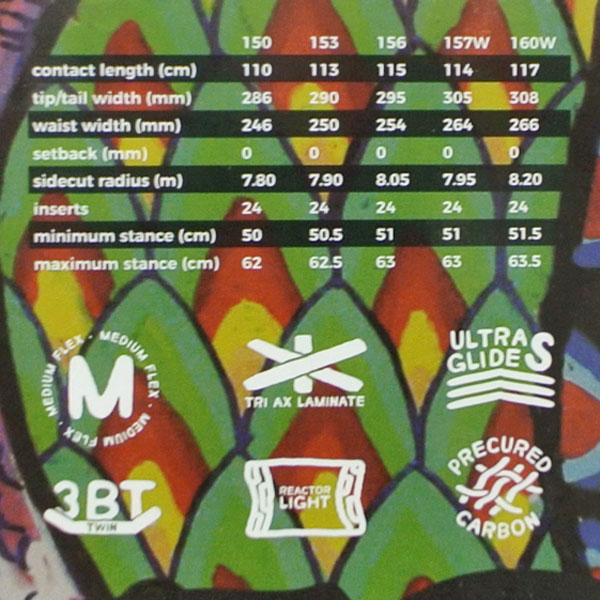 150 153 156 157W 160W
contact length (cm) 110 113 115 114 117
tip/tail width (mm) 286 290 295 305 308
waist width (mm) 246 250 254 264 266
setback (mm) 0 0 0 0 0
sidecut radius (m) 7.80 7.90 8.05 7.95 8.20
inserts 24 24 24 24 24
minimum stance (cm) 50 50.5 51 51 51.5
maximum stance (cm) 62 62.5 63 63 63.5
MEDIUM FLEX · MEDIUM FLEX · MEDIUM FLEX ·
M
TRI AX LAMINATE
ULTRA
GLIDE S
3BT
TWIN
REACTOR
LIGHT
PRECURED
CARBON